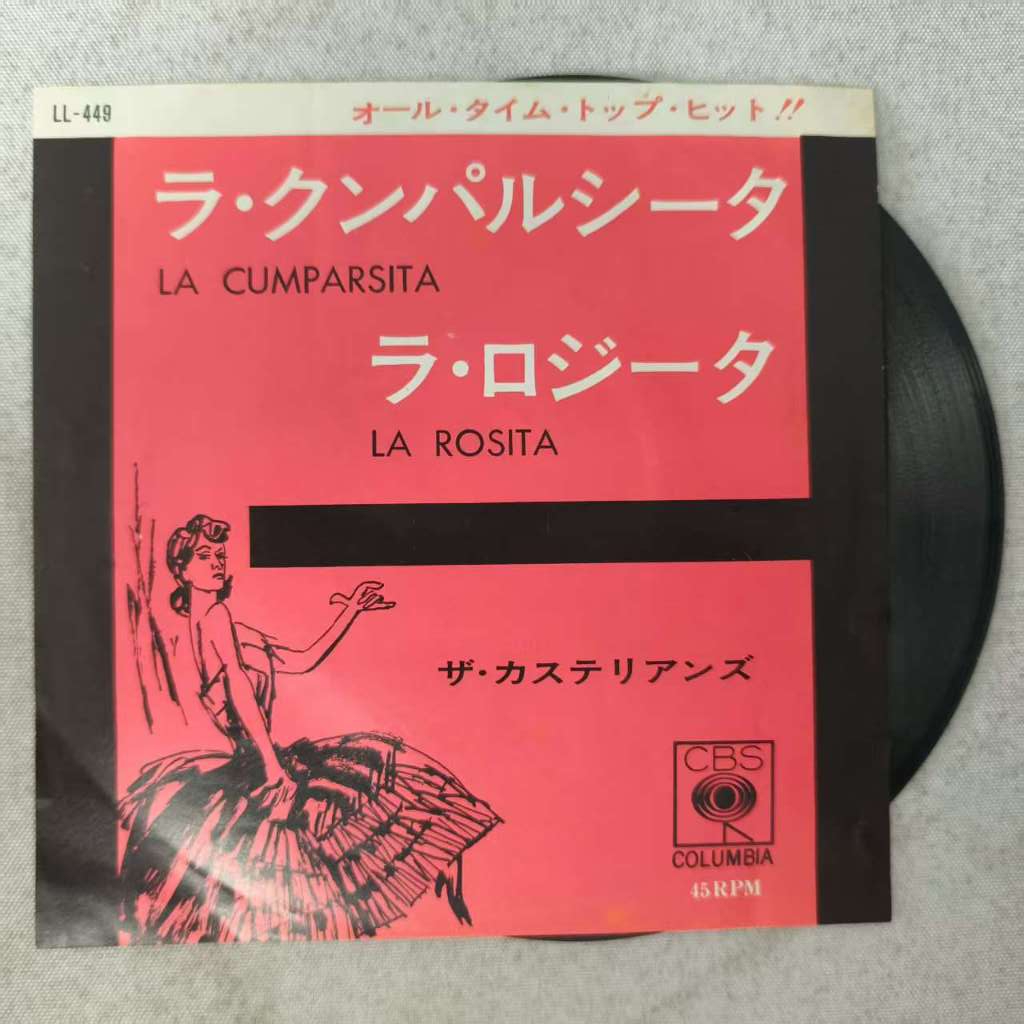 LL-449
オール・タイム・トップ・ヒット!!
ラ・クンパルシータ
LA CUMPARSITA
ラ・ロジータ
LA ROSITA
ザ・カステリアンズ
CBS
COLUMBIA
45RPM